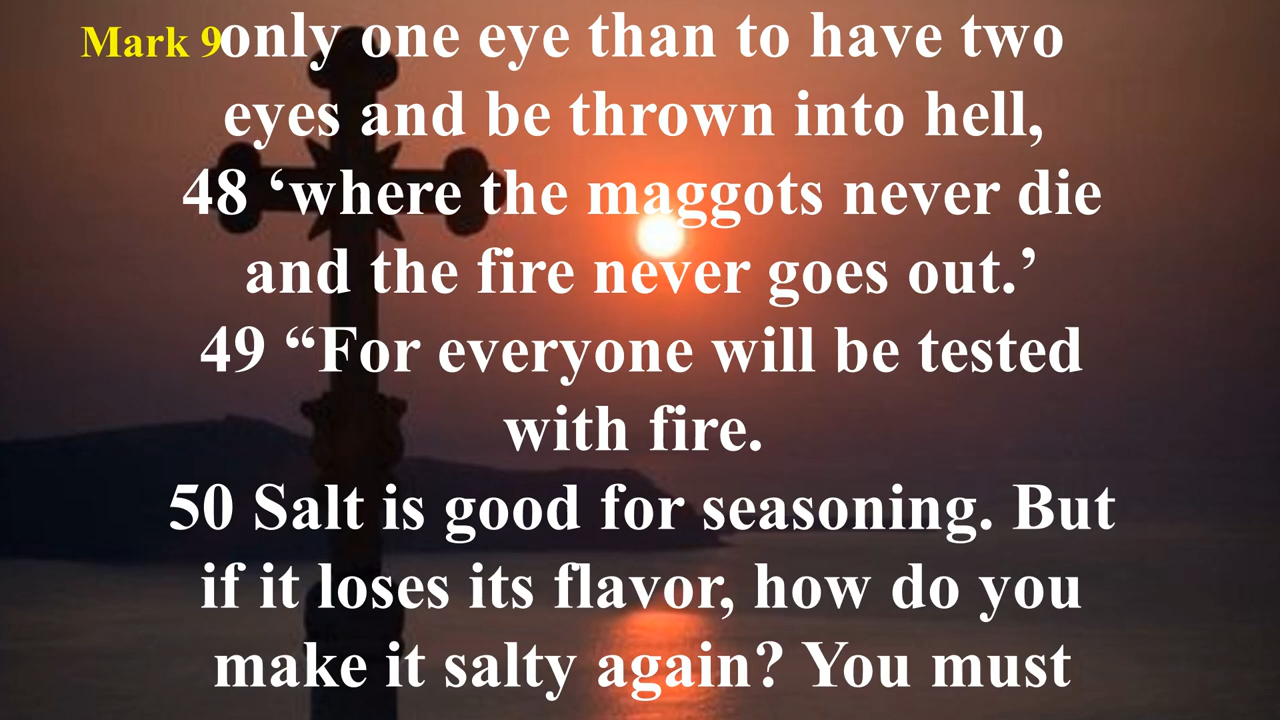 Mark 9
only one eye than to have two
eyes and be thrown into hell,
48 ‘where the maggots never die
and the fire never goes out.’
49 “For everyone will be tested
with fire.
50 Salt is good for seasoning. But
if it loses its flavor, how do you
make it salty again? You must